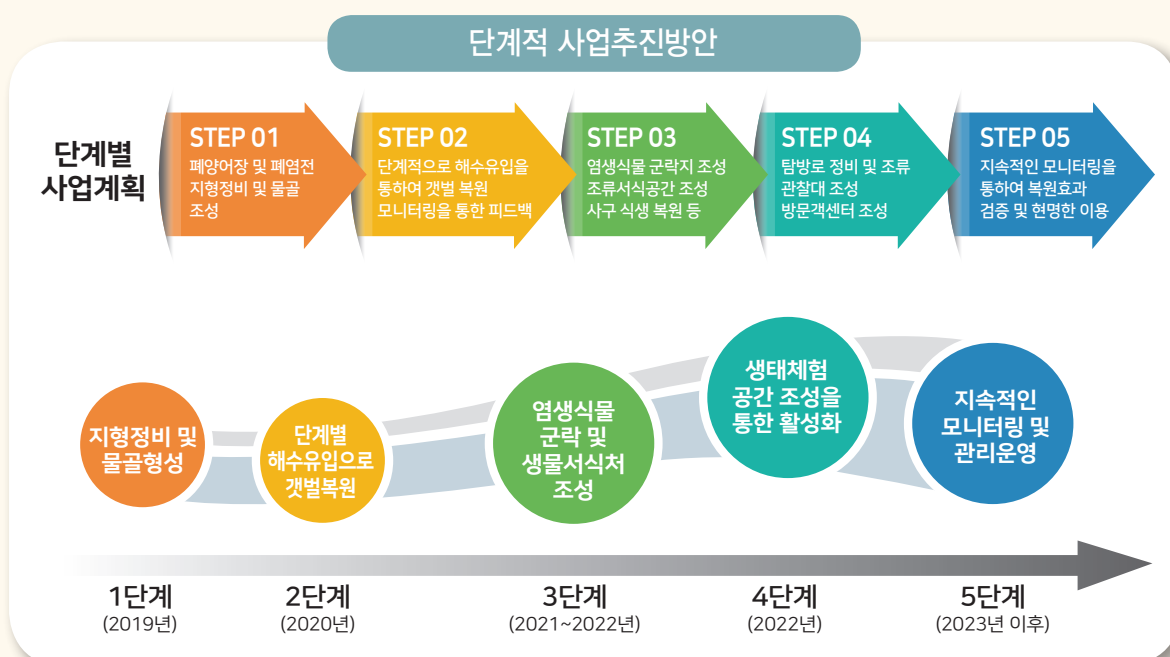 단계적 사업추진방안
단계별
사업계획
STEP 01
폐양어장 및 폐염전
지형정비 및 물골
조성
STEP 02
단계적으로 해수유입을
통하여 갯벌 복원
모니터링을 통한 피드백
STEP 03
염생식물 군락지 조성
조류서식공간 조성
사구 식생 복원 등
STEP 04
탐방로 정비 및 조류
관찰대 조성
방문객센터 조성
STEP 05
지속적인 모니터링을
통하여 복원효과
검증 및 현명한 이용
지형정비 및
물골형성
단계별
해수유입으로
갯벌복원
염생식물
군락 및
생물서식처
조성
생태체험
공간 조성을
통한 활성화
지속적인
모니터링 및
관리운영
1단계
(2019년)
2단계
(2020년)
3단계
(2021~2022년)
4단계
(2022년)
5단계
(2023년 이후)